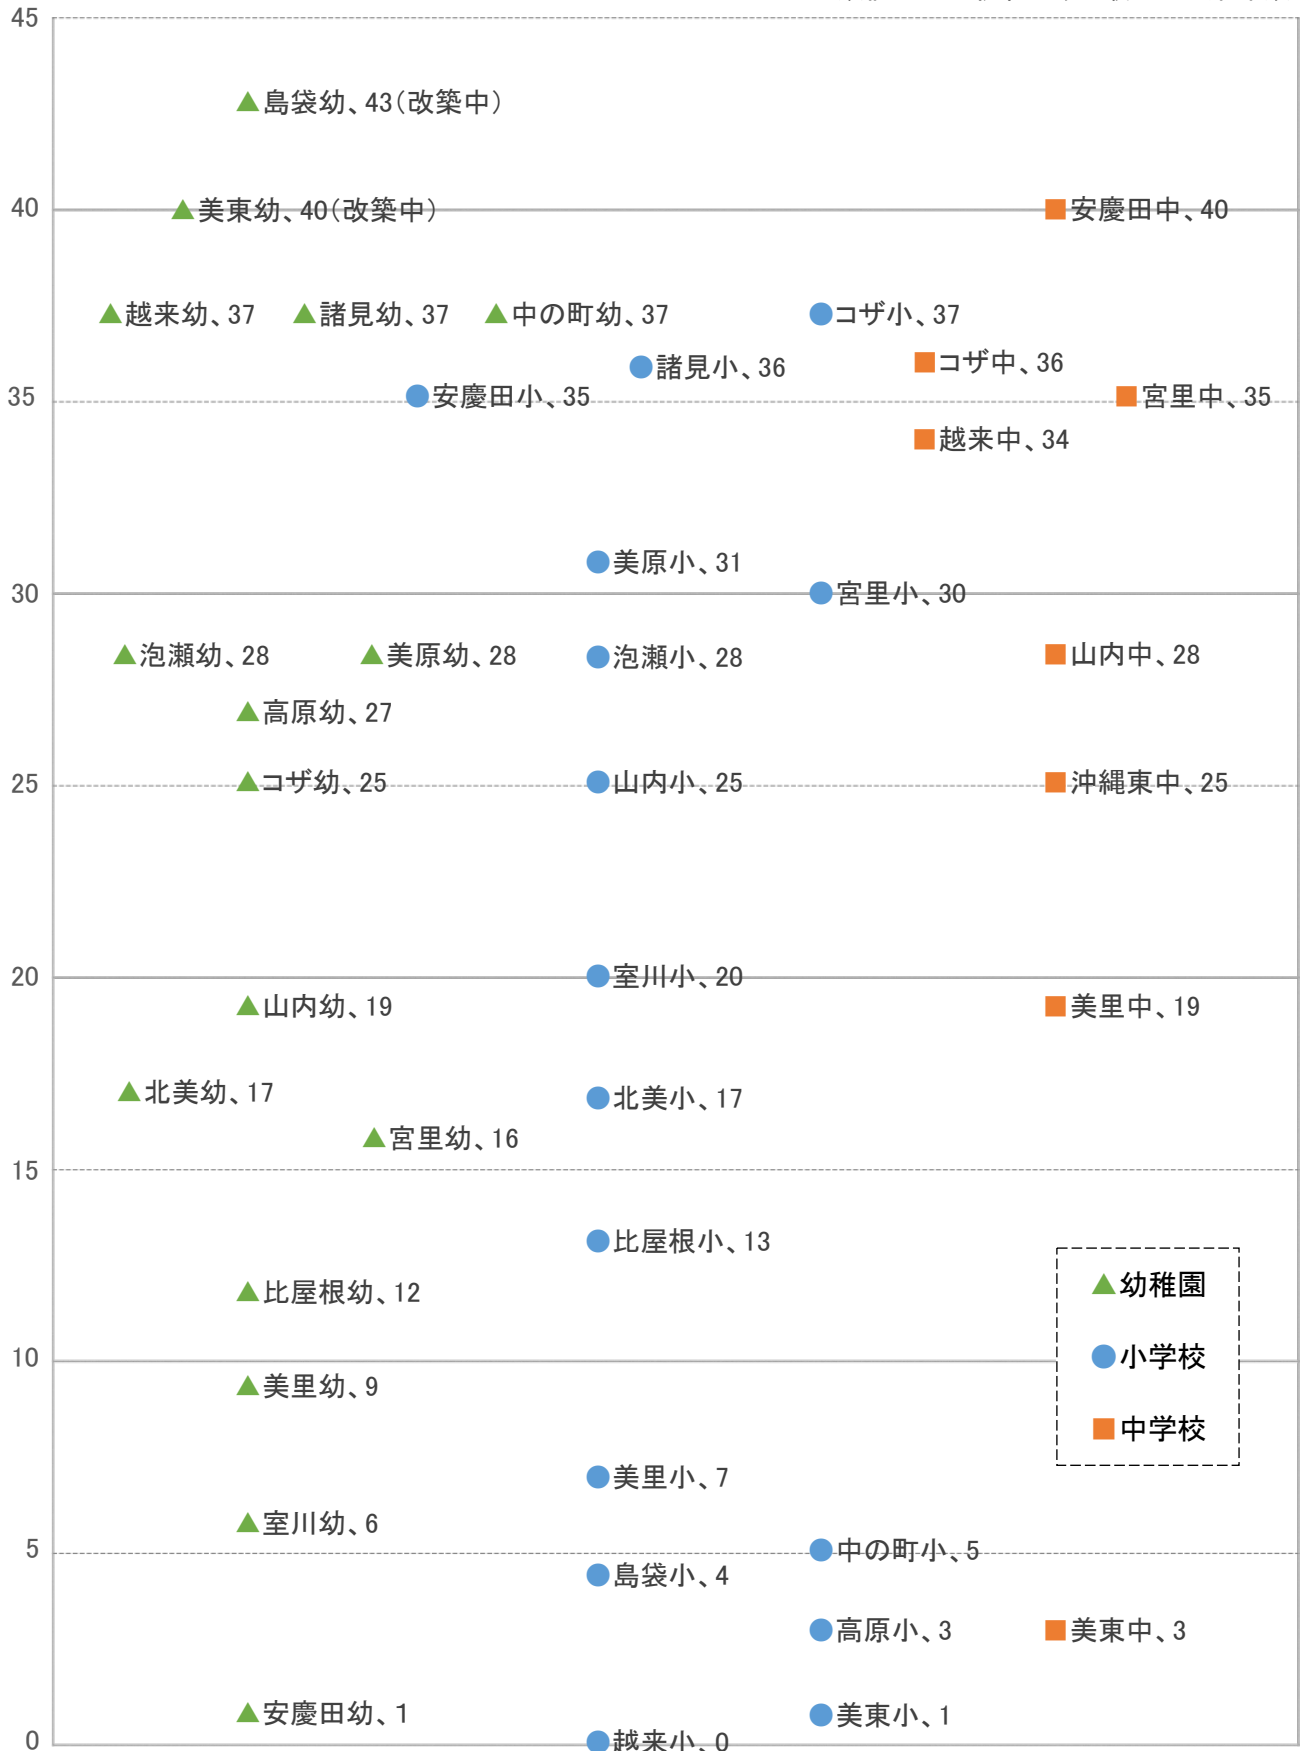 45
島袋幼、43（改築中）
40
美東幼、40（改築中）
安慶田中、40
越来幼、37
諸見幼、37
中の町幼、37
コザ小、37
諸見小、36
コザ中、36
35
安慶田小、35
宮里中、35
越来中、34
美原小、31
30
宮里小、30
泡瀬幼、28
美原幼、28
泡瀬小、28
山内中、28
高原幼、27
25
コザ幼、25
山内小、25
沖縄東中、25
20
室川小、20
山内幼、19
美里中、19
北美幼、17
北美小、17
宮里幼、16
15
比屋根小、13
比屋根幼、12
幼稚園
10
小学校
美里幼、9
中学校
美里小、7
室川幼、6
5
中の町小、5
島袋小、4
高原小、3
美東中、3
安慶田幼、1
美東小、1
0
越来小、0